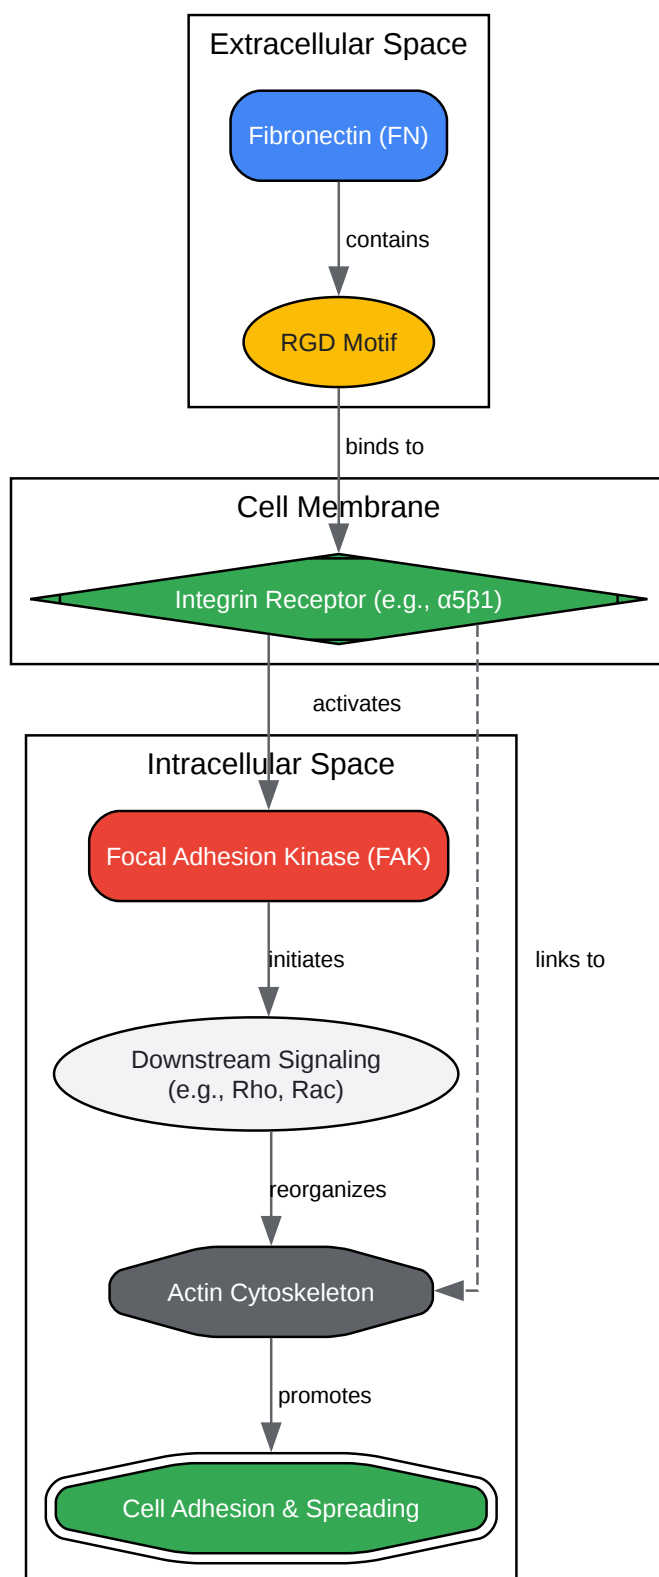 Extracellular Space
Fibronectin (FN)
contains
RGD Motif
binds to
Cell Membrane
Integrin Receptor (e.g., α5β1)
activates
Intracellular Space
Focal Adhesion Kinase (FAK)
initiates
links to
Downstream Signaling
(e.g., Rho, Rac)
reorganizes
Actin Cytoskeleton
promotes
Cell Adhesion & Spreading